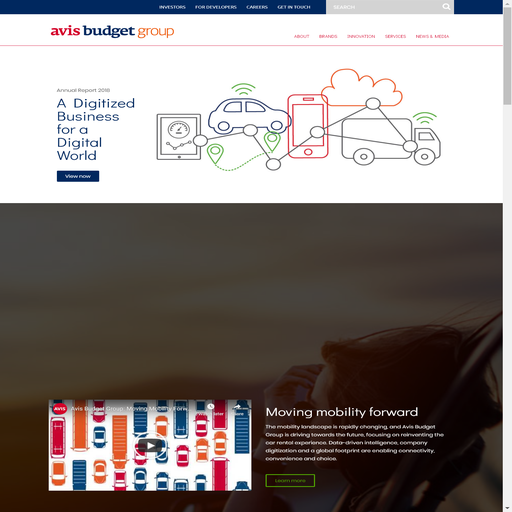 INVESTORS FOR DEVELOPERS CAREERS GET IN TOUCH SEARCH
avis budget group
ABOUT BRANDS INNOVATION SERVICES NEWS & MEDIA
Annual Report 2018
A Digitized
Business
for a
Digital
World
View now
AVIS Avis Budget Group: Moving Mobility Forw
Moving mobility forward
The mobility landscape is rapidly changing, and Avis Budget
Group is driving towards the future, focusing on reinventing the
car rental experience. Data-driven intelligence, company
digitization and a global footprint are enabling connectivity,
convenience and choice.
Learn more